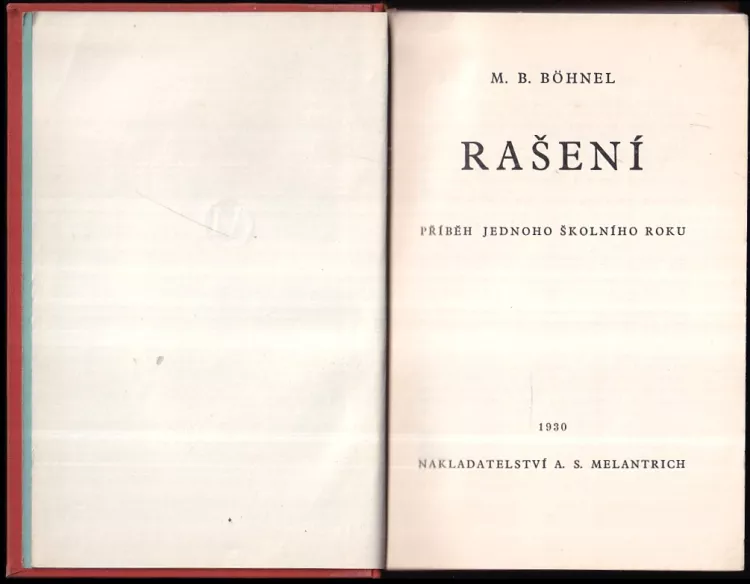 M. B. BÖHNEL
RAŠENÍ
PŘÍBĚH JEDNOHO ŠKOLNÍHO ROKU
1930
NAKLADATELSTVÍ A. S. MELANTRICH